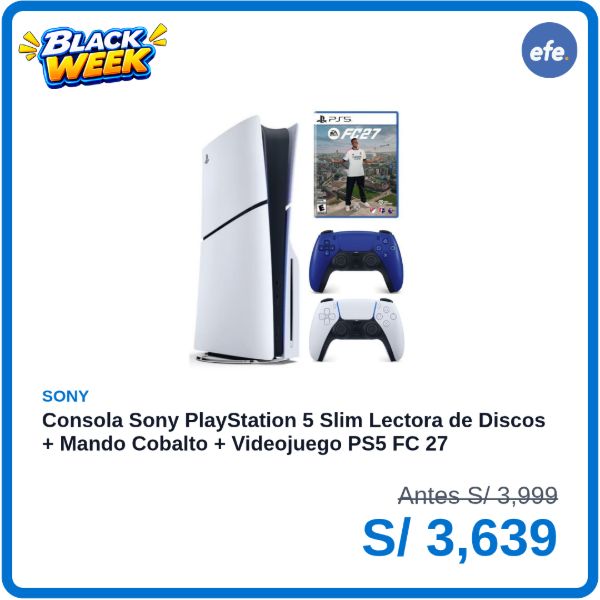 BLACK
WEEK
efe.
PS5
EA FC27
SONY
Consola Sony PlayStation 5 Slim Lectora de Discos
+ Mando Cobalto + Videojuego PS5 FC 27
Antes S/ 3,999
S/ 3,639